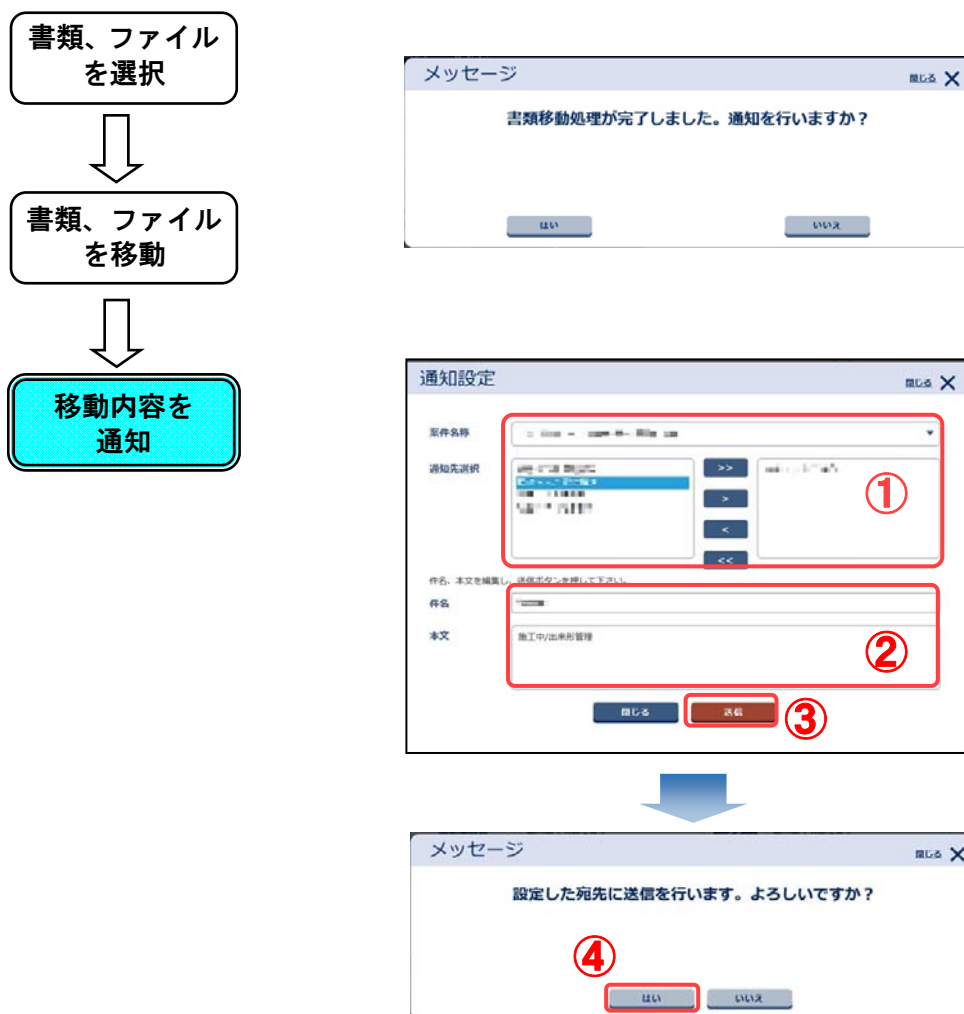 書類、ファイル
を選択
書類、ファイル
を移動
移動内容を
通知
メッセージ
閉じる X
書類移動処理が完了しました。通知を行いますか？
はい
いいえ
通知設定
閉じる X
案件名称
通知先選択
>>
>
<
<<
①
件名、本文を編集し、送信ボタンを押して下さい。
件名
本文
施工中/出来形管理
②
閉じる
送信
③
メッセージ
閉じる X
設定した宛先に送信を行います。よろしいですか？
④
はい
いいえ